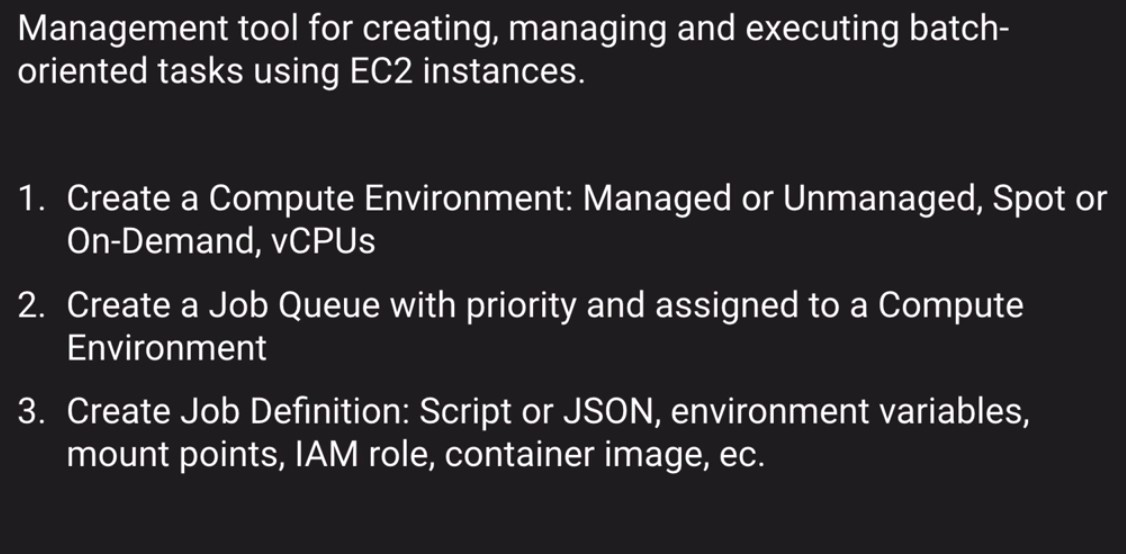 Management tool for creating, managing and executing batch-
oriented tasks using EC2 instances.
1. Create a Compute Environment: Managed or Unmanaged, Spot or
On-Demand, vCPUs
2. Create a Job Queue with priority and assigned to a Compute
Environment
3. Create Job Definition: Script or JSON, environment variables,
mount points, IAM role, container image, ec.